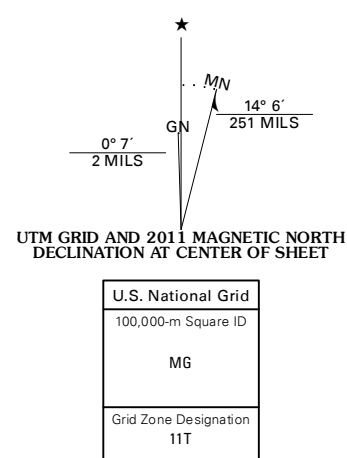 ★
MN
GN
14° 6´
251 MILS
0° 7´
2 MILS
UTM GRID AND 2011 MAGNETIC NORTH
DECLINATION AT CENTER OF SHEET
U.S. National Grid
100,000-m Square ID
MG
Grid Zone Designation
11T